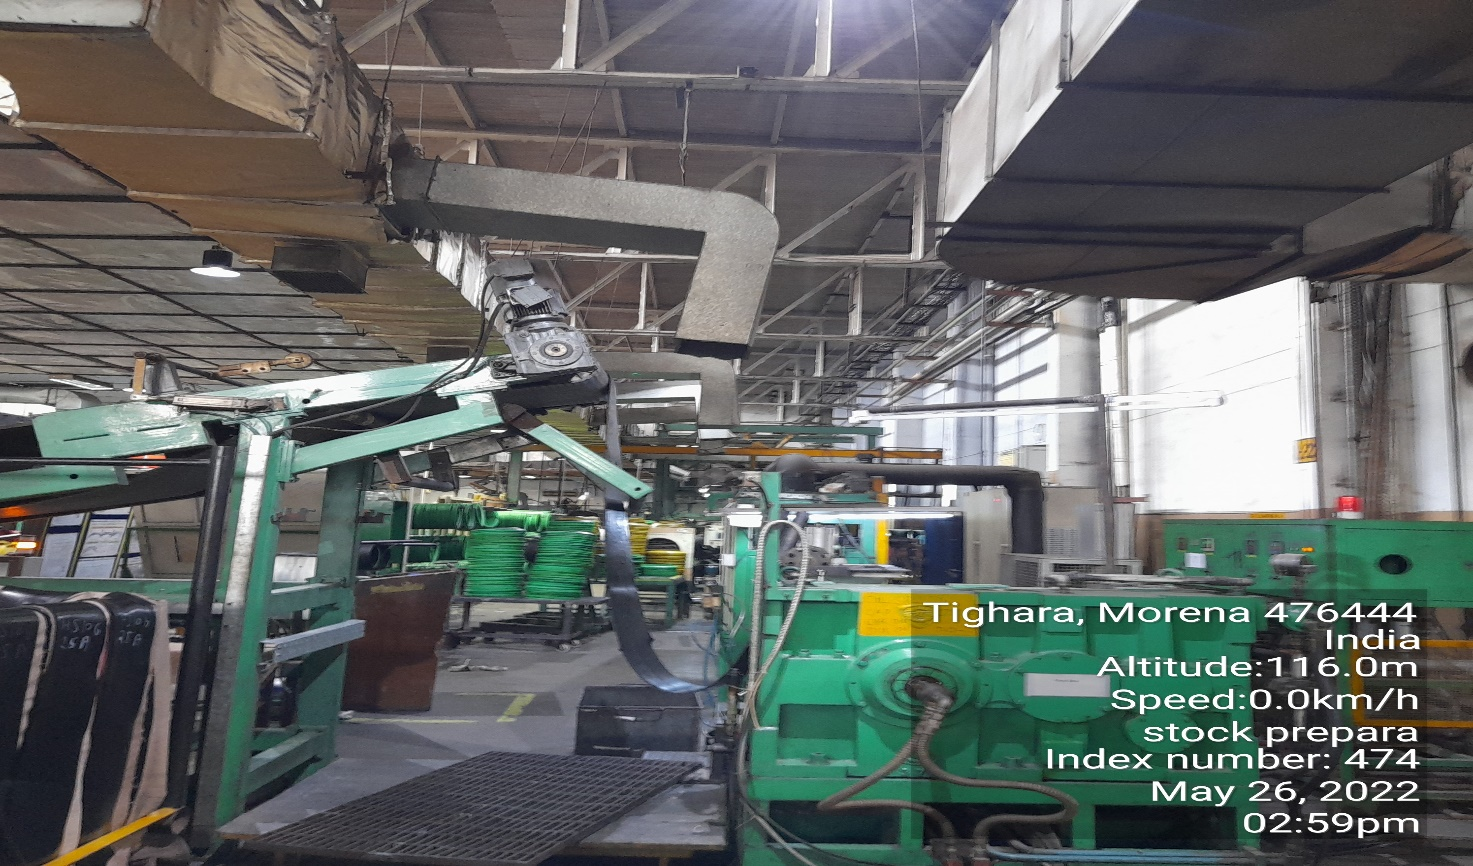 Tighara, Morena 476444
India
Altitude:116.0m
Speed:0.0km/h
stock prepara
Index number: 474
May 26, 2022
02:59pm